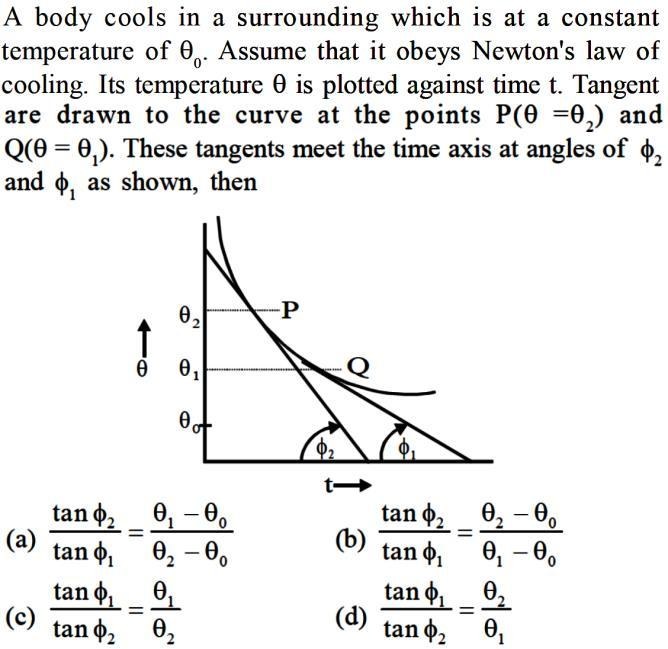 A body cools in a surrounding which is at a constant
temperature of θ₀. Assume that it obeys Newton's law of
cooling. Its temperature θ is plotted against time t. Tangent
are drawn to the curve at the points P(θ =θ₂) and
Q(θ = θ₁). These tangents meet the time axis at angles of ϕ₂
and ϕ₁ as shown, then
θ₂ P
θ θ₁ Q
θ₀
ϕ₂ ϕ₁
t
(a) tan ϕ₂ / tan ϕ₁ = θ₁ − θ₀ / θ₂ − θ₀ (b) tan ϕ₂ / tan ϕ₁ = θ₂ − θ₀ / θ₁ − θ₀
(c) tan ϕ₁ / tan ϕ₂ = θ₁ / θ₂ (d) tan ϕ₁ / tan ϕ₂ = θ₂ / θ₁